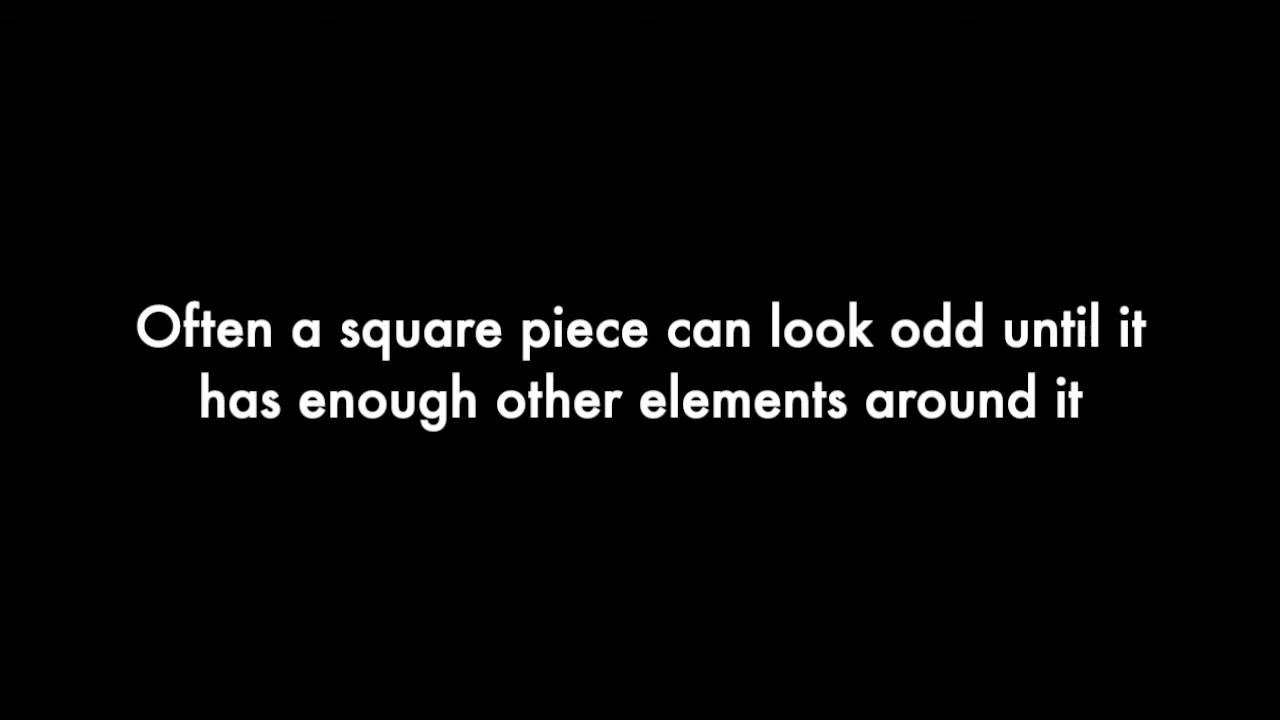 Often a square piece can look odd until it
has enough other elements around it